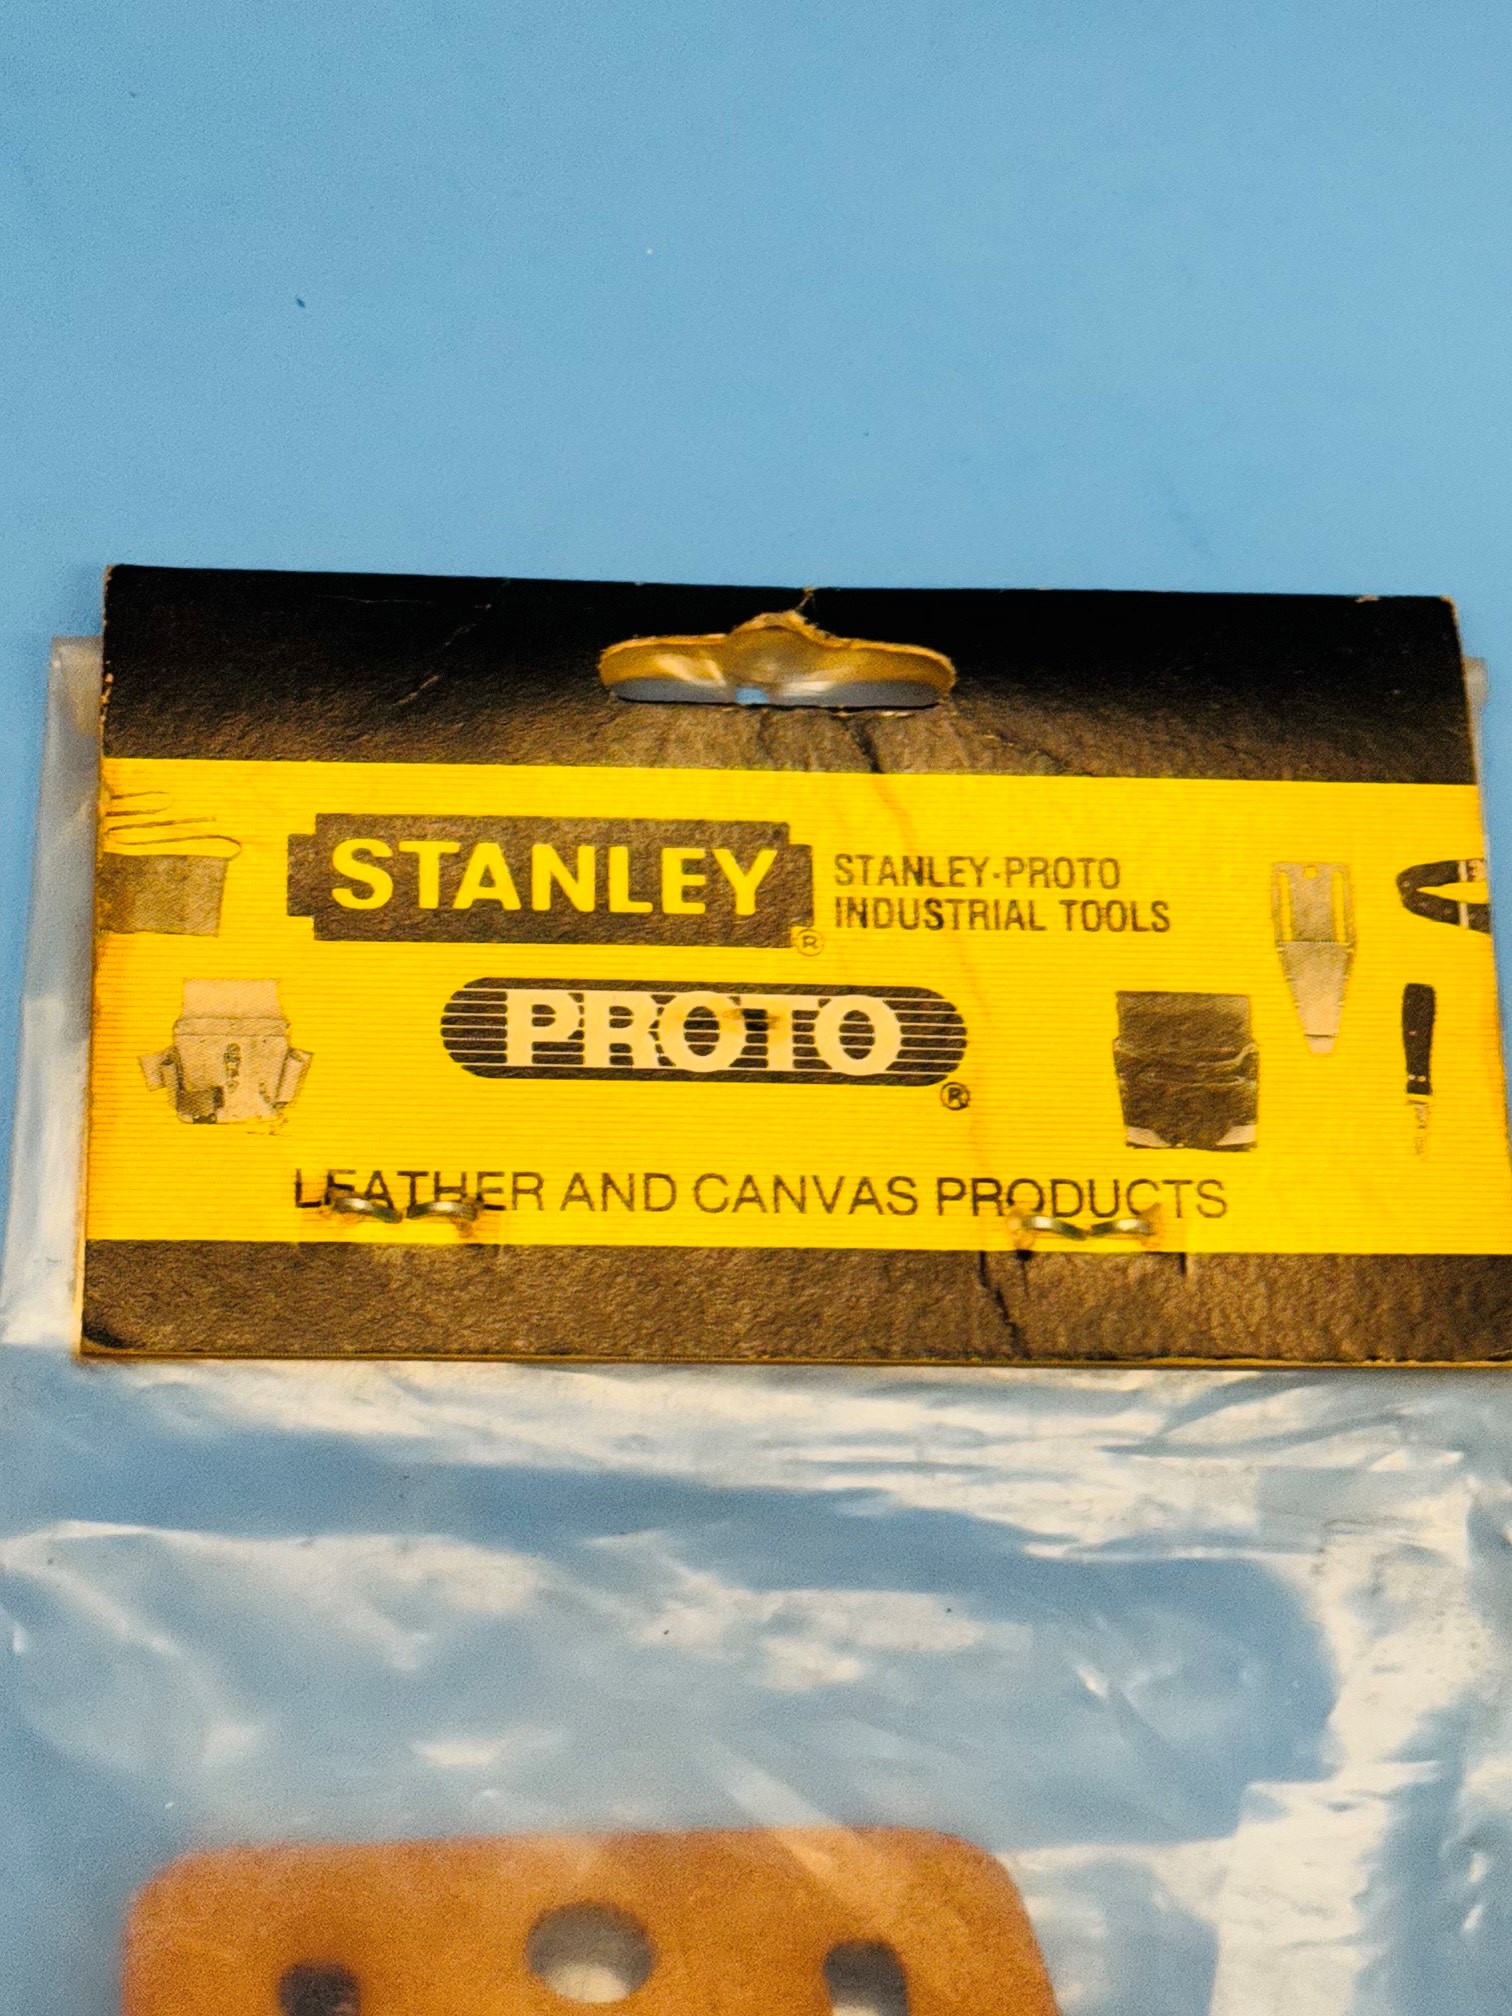 STANLEY®
STANLEY-PROTO
INDUSTRIAL TOOLS
PROTO®
LEATHER AND CANVAS PRODUCTS